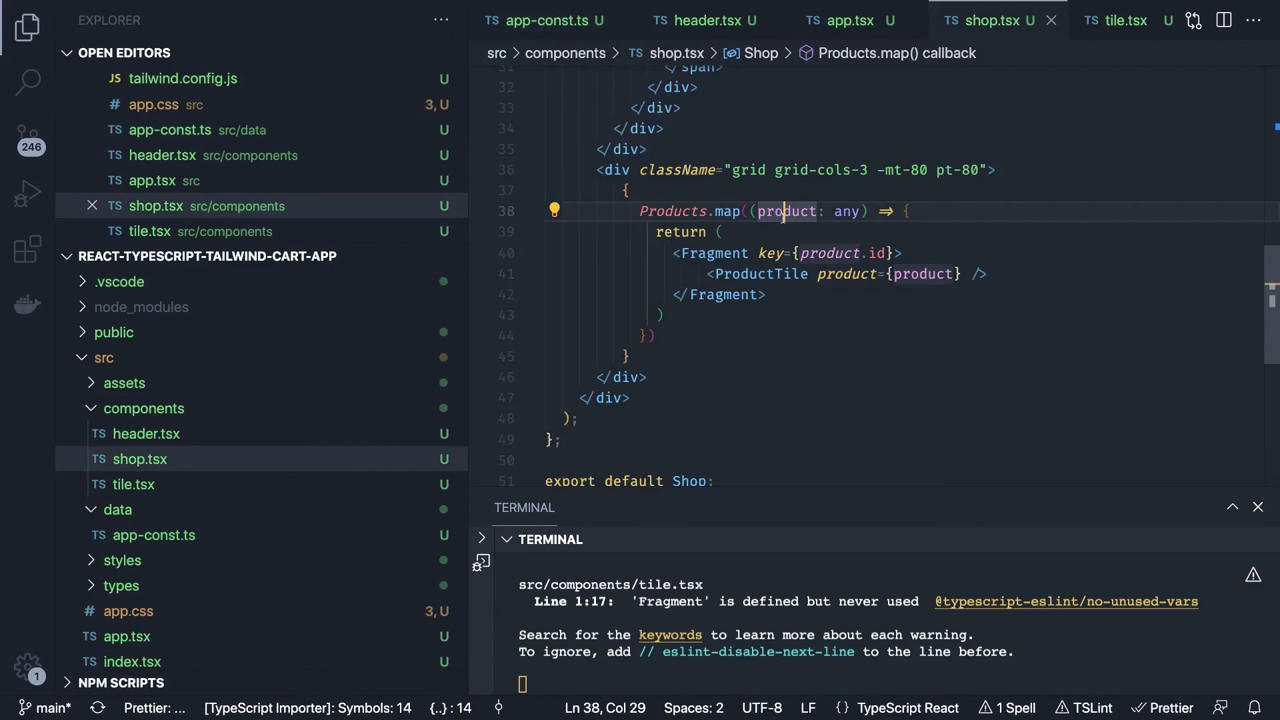 EXPLORER
OPEN EDITORS
JS tailwind.config.js U
# app.css src 3, U
TS app-const.ts src/data U
TS header.tsx src/components U
TS app.tsx src U
TS shop.tsx src/components U
TS tile.tsx src/components U
REACT-TYPESCRIPT-TAILWIND-CART-APP
.vscode
node_modules
public
src
assets
components
TS header.tsx U
TS shop.tsx U
TS tile.tsx U
data
TS app-const.ts U
styles
types
# app.css 3, U
TS app.tsx U
TS index.tsx U
NPM SCRIPTS
246
1
TS app-const.ts U TS header.tsx U TS app.tsx U TS shop.tsx U TS tile.tsx U
src components TS shop.tsx Shop Products.map() callback
31 </span>
32 </div>
33 </div>
34 </div>
35 </div>
36 <div className="grid grid-cols-3 -mt-80 pt-80">
37 {
38 Products.map((product: any) => {
39 return (
40 <Fragment key={product.id}>
41 <ProductTile product={product} />
42 </Fragment>
43 )
44 })
45 }
46 </div>
47 </div>
48 );
49 };
50
51 export default Shop;
TERMINAL
TERMINAL
src/components/tile.tsx
Line 1:17: 'Fragment' is defined but never used @typescript-eslint/no-unused-vars
Search for the keywords to learn more about each warning.
To ignore, add // eslint-disable-next-line to the line before.
main* Prettier: ... [TypeScript Importer]: Symbols: 14 {..} : 14 Ln 38, Col 29 Spaces: 2 UTF-8 LF TypeScript React 1 Spell TSLint Prettier